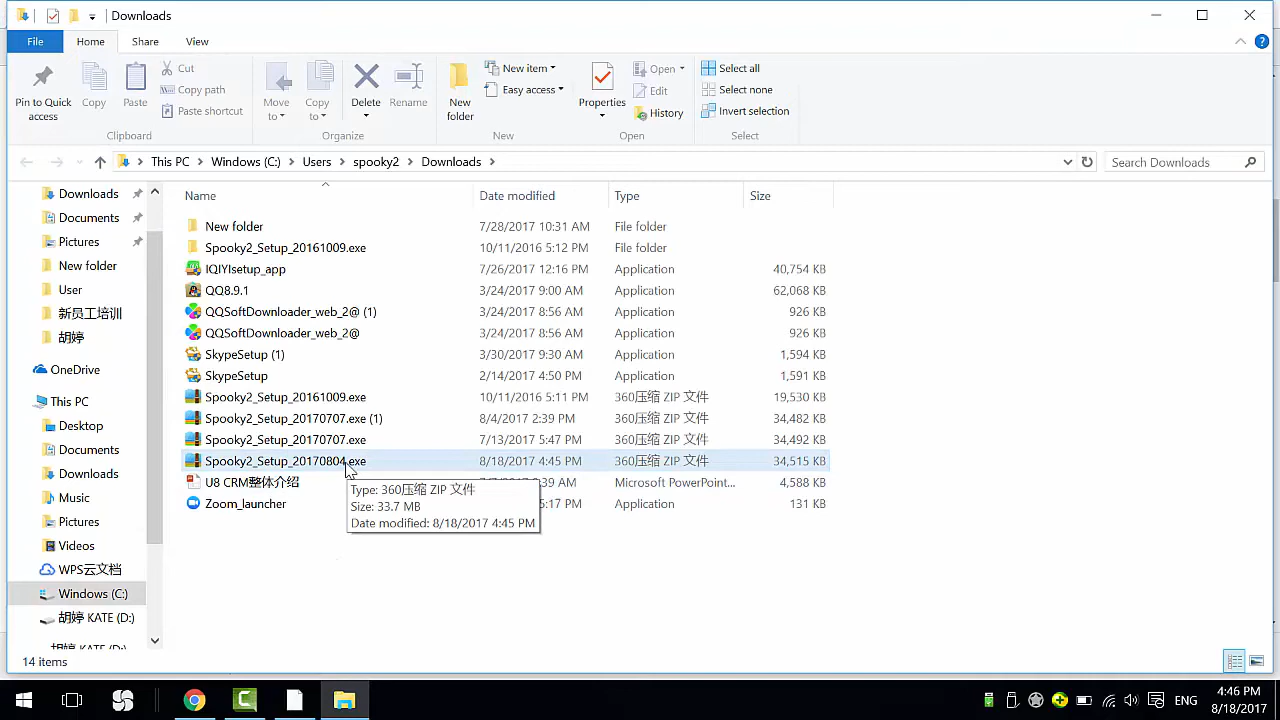 Downloads
File Home Share View
Pin to Quick access
Copy
Paste
Cut
Copy path
Paste shortcut
Clipboard
Move to
Copy to
Delete
Rename
Organize
New folder
New item
Easy access
New
Properties
Open
Edit
History
Open
Select all
Select none
Invert selection
Select
This PC Windows (C:) Users spooky2 Downloads
Search Downloads
Downloads
Documents
Pictures
New folder
User
新员工培训
胡婷
OneDrive
This PC
Desktop
Documents
Downloads
Music
Pictures
Videos
WPS云文档
Windows (C:)
胡婷 KATE (D:)
胡婷 KATE (D:)
Name Date modified Type Size
New folder 7/28/2017 10:31 AM File folder
Spooky2_Setup_20161009.exe 10/11/2016 5:12 PM File folder
IQIYIsetup_app 7/26/2017 12:16 PM Application 40,754 KB
QQ8.9.1 3/24/2017 9:00 AM Application 62,068 KB
QQSoftDownloader_web_2@ (1) 3/24/2017 8:56 AM Application 926 KB
QQSoftDownloader_web_2@ 3/24/2017 8:56 AM Application 926 KB
SkypeSetup (1) 3/30/2017 9:30 AM Application 1,594 KB
SkypeSetup 2/14/2017 4:50 PM Application 1,591 KB
Spooky2_Setup_20161009.exe 10/11/2016 5:11 PM 360压缩 ZIP 文件 19,530 KB
Spooky2_Setup_20170707.exe (1) 8/4/2017 2:39 PM 360压缩 ZIP 文件 34,482 KB
Spooky2_Setup_20170707.exe 7/13/2017 5:47 PM 360压缩 ZIP 文件 34,492 KB
Spooky2_Setup_20170804.exe 8/18/2017 4:45 PM 360压缩 ZIP 文件 34,515 KB
U8 CRM整体介绍 :39 AM Microsoft PowerPoint... 4,588 KB
Zoom_launcher 5:17 PM Application 131 KB
Type: 360压缩 ZIP 文件
Size: 33.7 MB
Date modified: 8/18/2017 4:45 PM
14 items
ENG
4:46 PM
8/18/2017